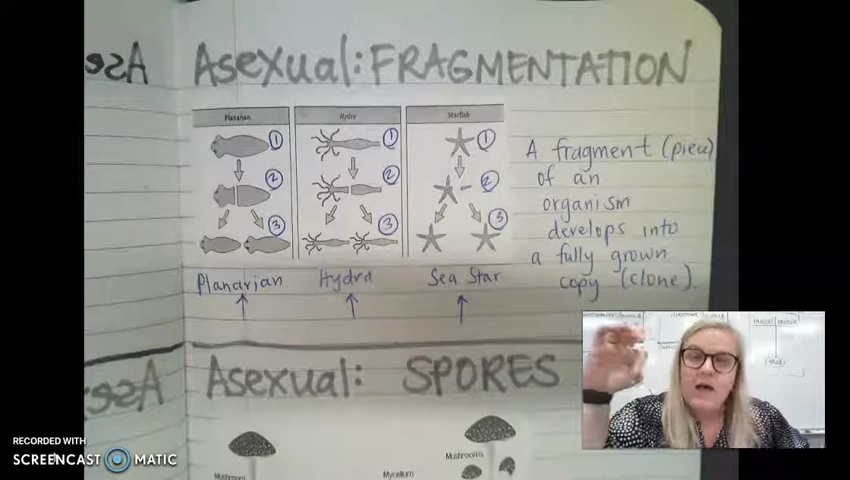 Asexual: FRAGMENTATION
Planarian
Hydra
Starfish
1
1
1
2
2
2
3
3
3
Planarian
Hydra
Sea Star
A fragment (piece)
of an
organism
develops into
a fully grown
copy (clone).
Asexual: SPORES
Mushroom
Mycelium
Mushrooms
RECORDED WITH
SCREENCAST MATIC